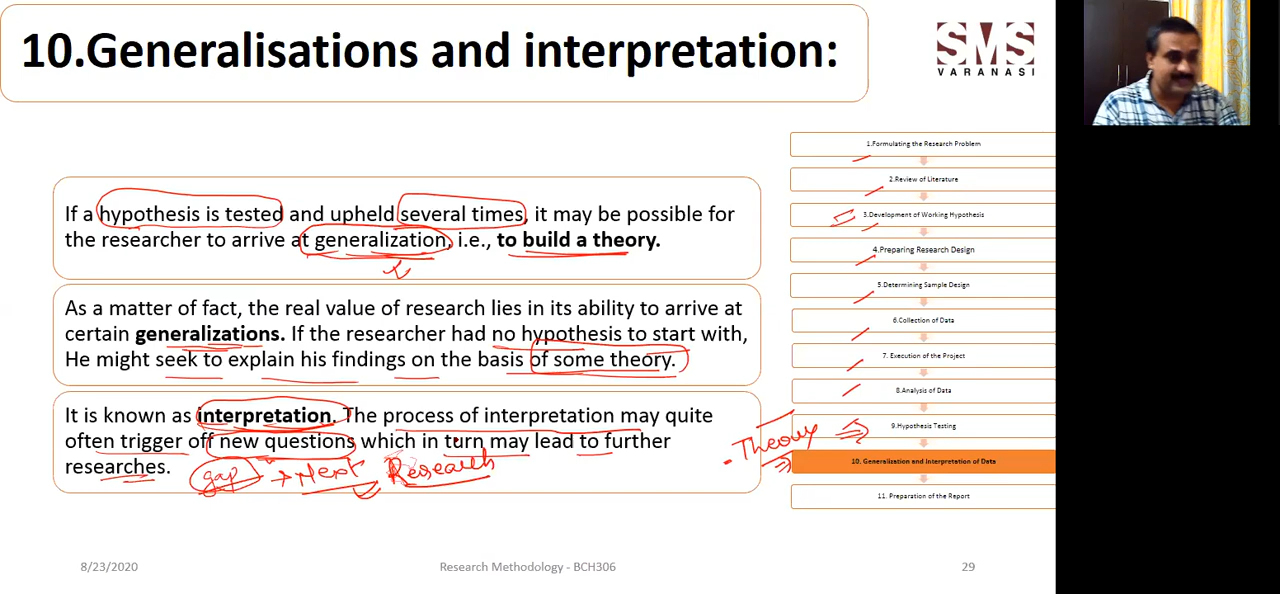 10.Generalisations and interpretation:
SMS
VARANASI
If a hypothesis is tested and upheld several times, it may be possible for
the researcher to arrive at generalization, i.e., to build a theory.
As a matter of fact, the real value of research lies in its ability to arrive at
certain generalizations. If the researcher had no hypothesis to start with,
He might seek to explain his findings on the basis of some theory.
It is known as interpretation. The process of interpretation may quite
often trigger off new questions which in turn may lead to further
researches.
gap → Next Research
- Theory
1.Formulating the Research Problem
2.Review of Literature
3.Development of Working Hypothesis
4.Preparing Research Design
5.Determining Sample Design
6.Collection of Data
7. Execution of the Project
8.Analysis of Data
9.Hypothesis Testing
10. Generalization and Interpretation of Data
11. Preparation of the Report
8/23/2020
Research Methodology - BCH306
29